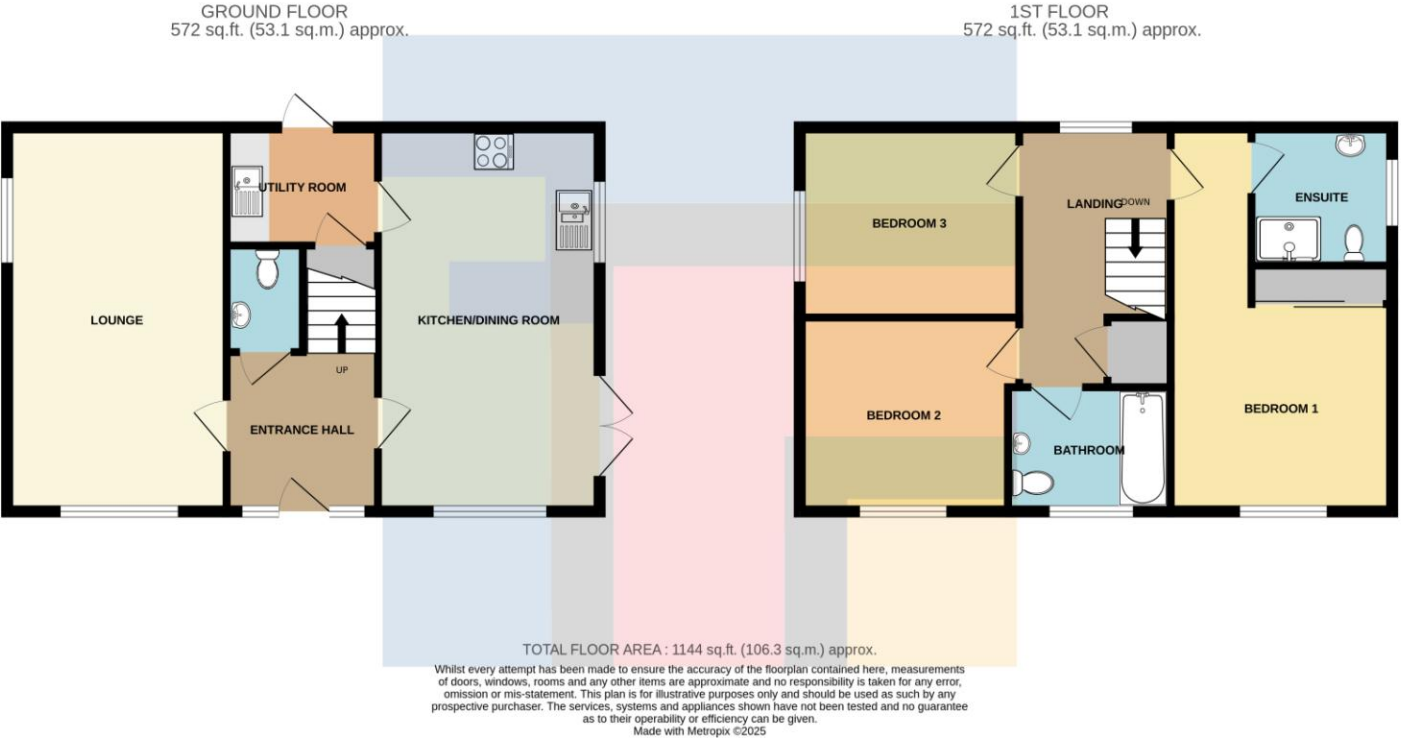 GROUND FLOOR
572 sq.ft. (53.1 sq.m.) approx.
1ST FLOOR
572 sq.ft. (53.1 sq.m.) approx.
UTILITY ROOM
LOUNGE
KITCHEN/DINING ROOM
UP
ENTRANCE HALL
ENSUITE
LANDING
DOWN
BEDROOM 3
BEDROOM 2
BEDROOM 1
BATHROOM
TOTAL FLOOR AREA : 1144 sq.ft. (106.3 sq.m.) approx.
Whilst every attempt has been made to ensure the accuracy of the floorplan contained here, measurements
of doors, windows, rooms and any other items are approximate and no responsibility is taken for any error,
omission or mis-statement. This plan is for illustrative purposes only and should be used as such by any
prospective purchaser. The services, systems and appliances shown have not been tested and no guarantee
as to their operability or efficiency can be given.
Made with Metropix ©2025